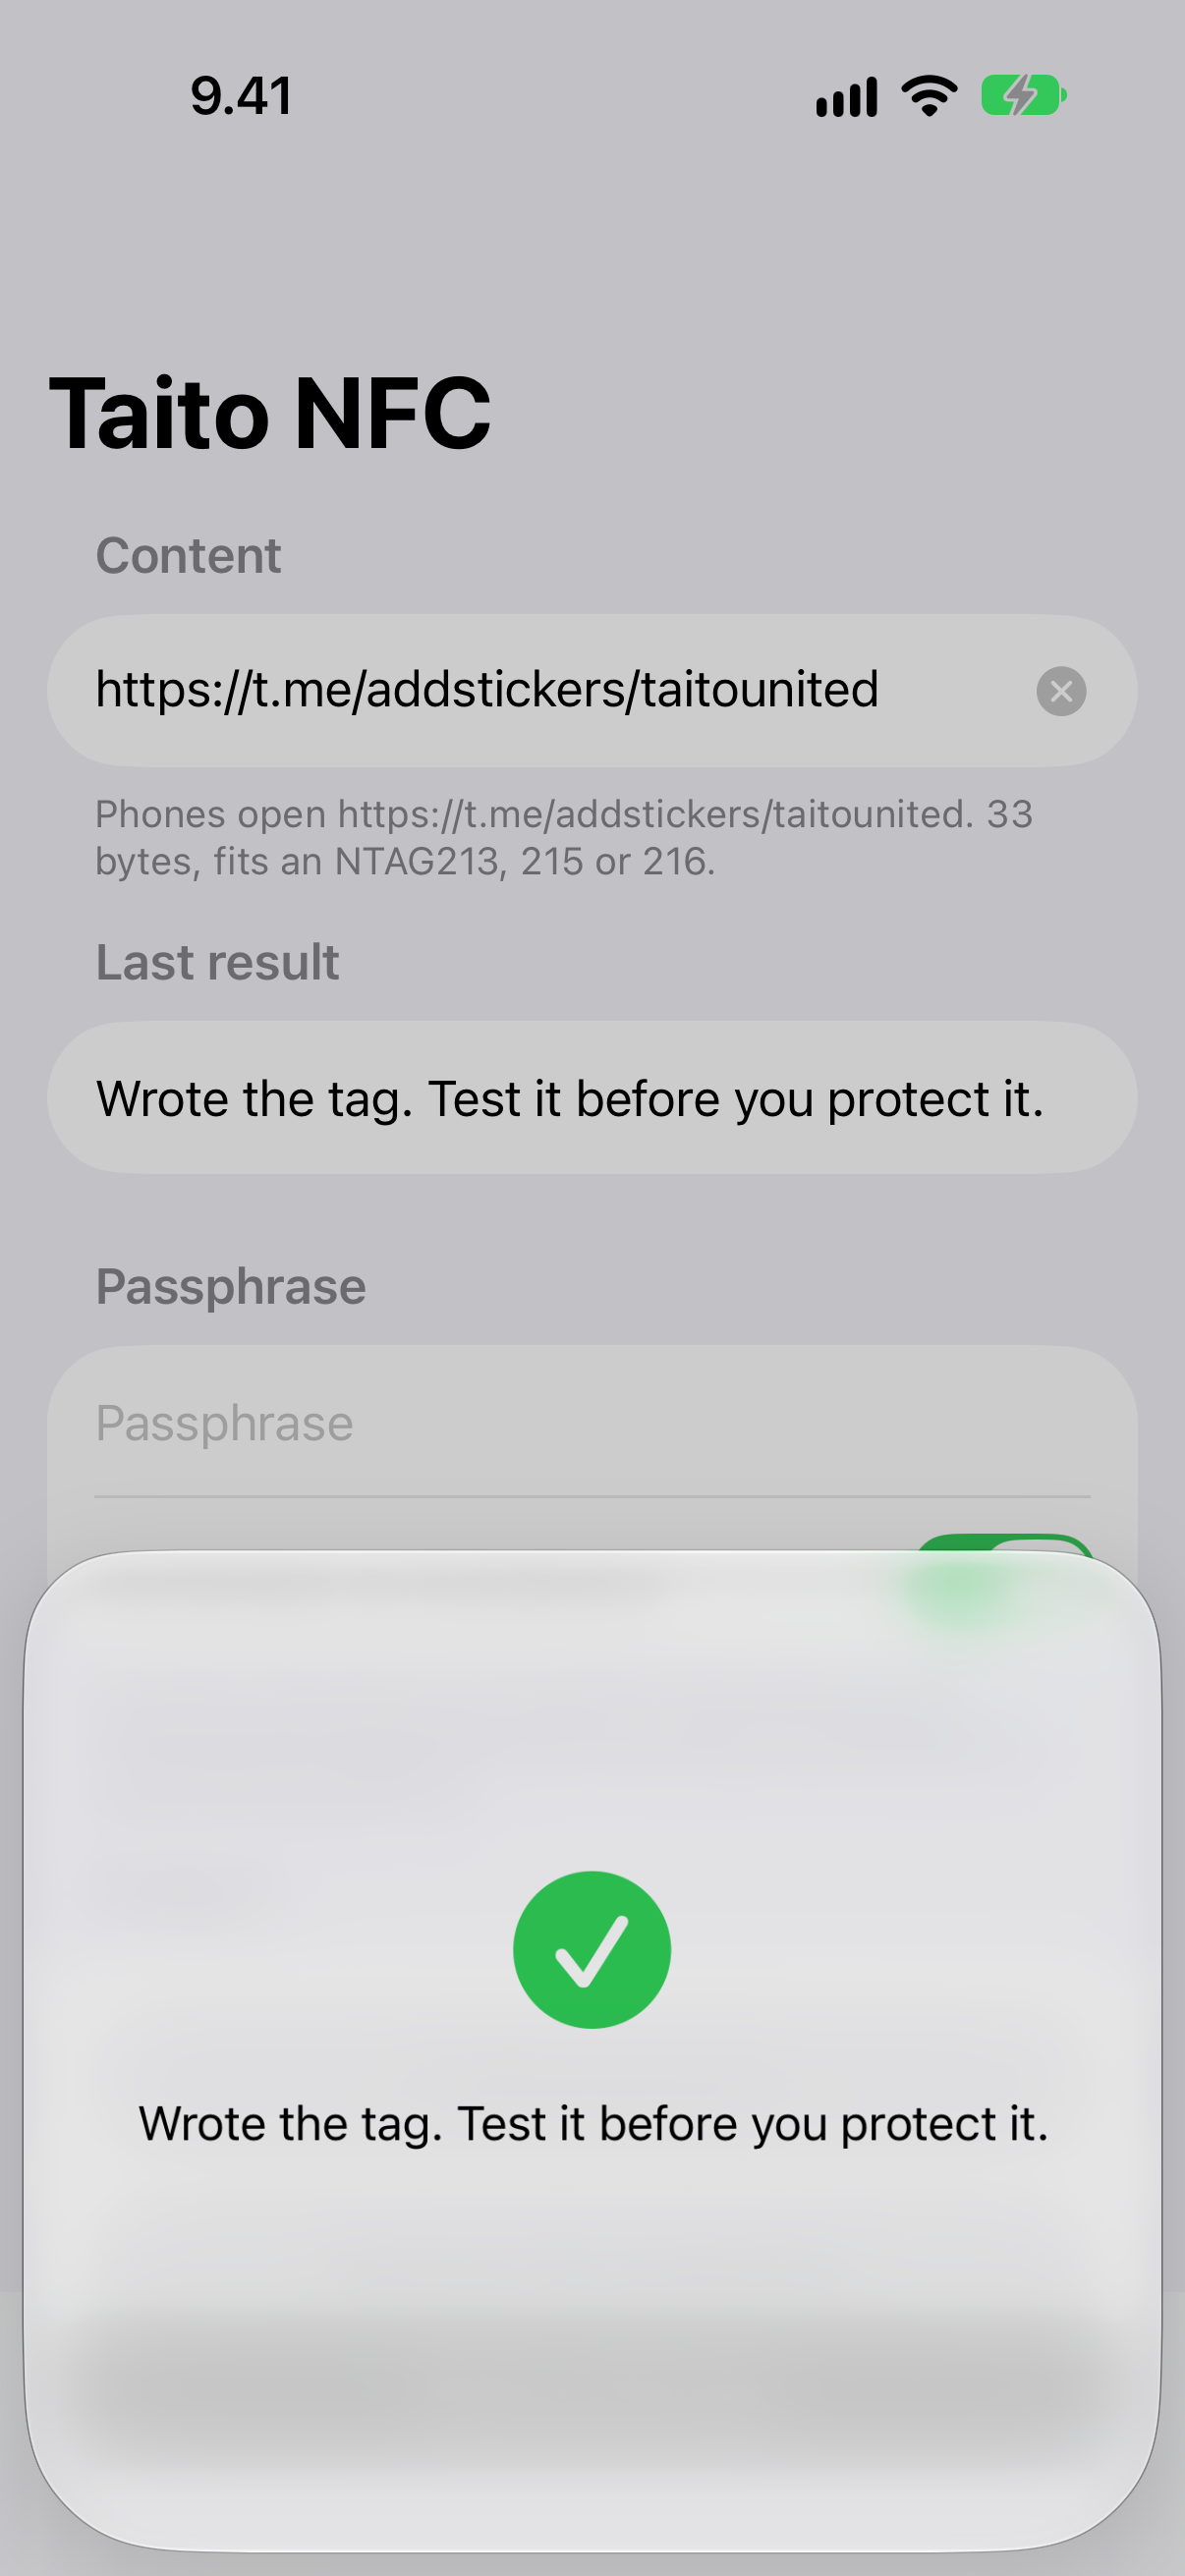 9.41
Taito NFC
Content
https://t.me/addstickers/taitounited
Phones open https://t.me/addstickers/taitounited. 33
bytes, fits an NTAG213, 215 or 216.
Last result
Wrote the tag. Test it before you protect it.
Passphrase
Passphrase
Wrote the tag. Test it before you protect it.